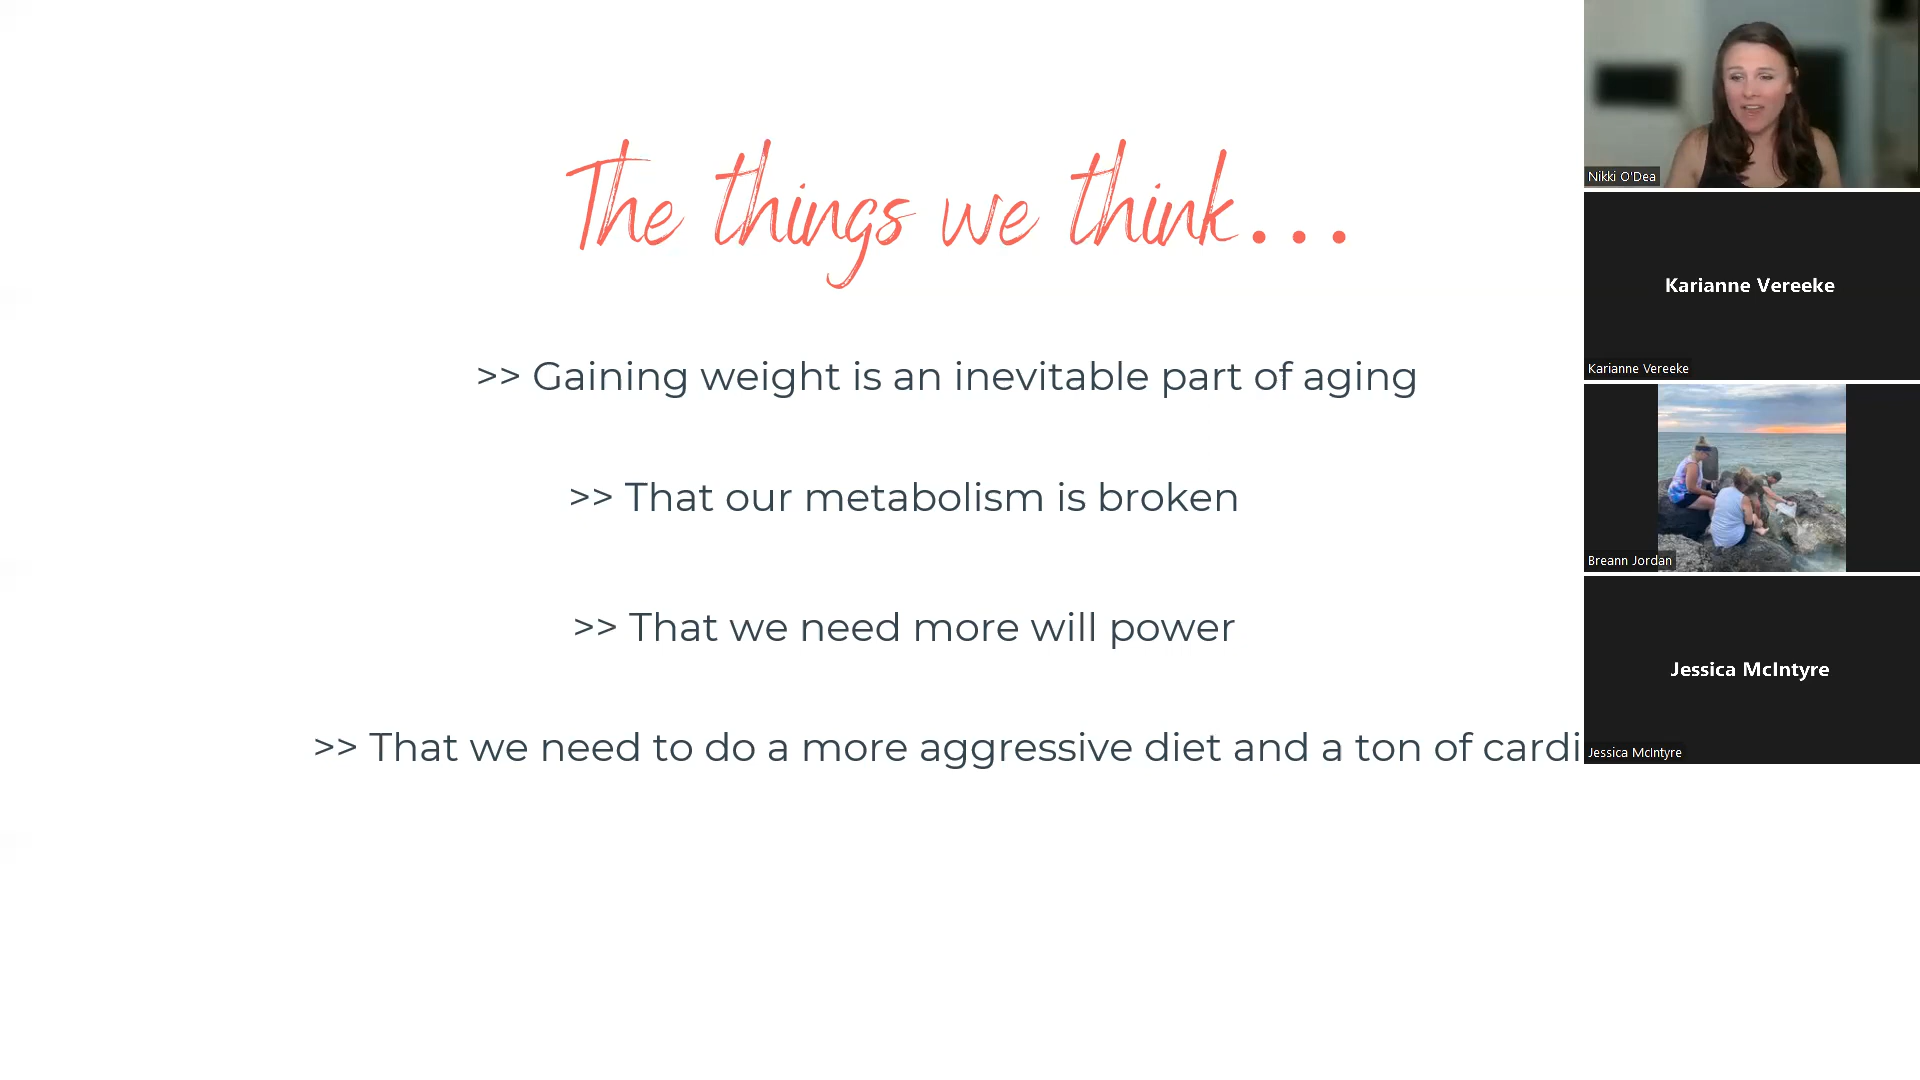 The things we think...
>> Gaining weight is an inevitable part of aging
>> That our metabolism is broken
>> That we need more will power
>> That we need to do a more aggressive diet and a ton of cardi
Nikki O'Dea
Karianne Vereeke
Karianne Vereeke
Breann Jordan
Jessica McIntyre
Jessica McIntyre